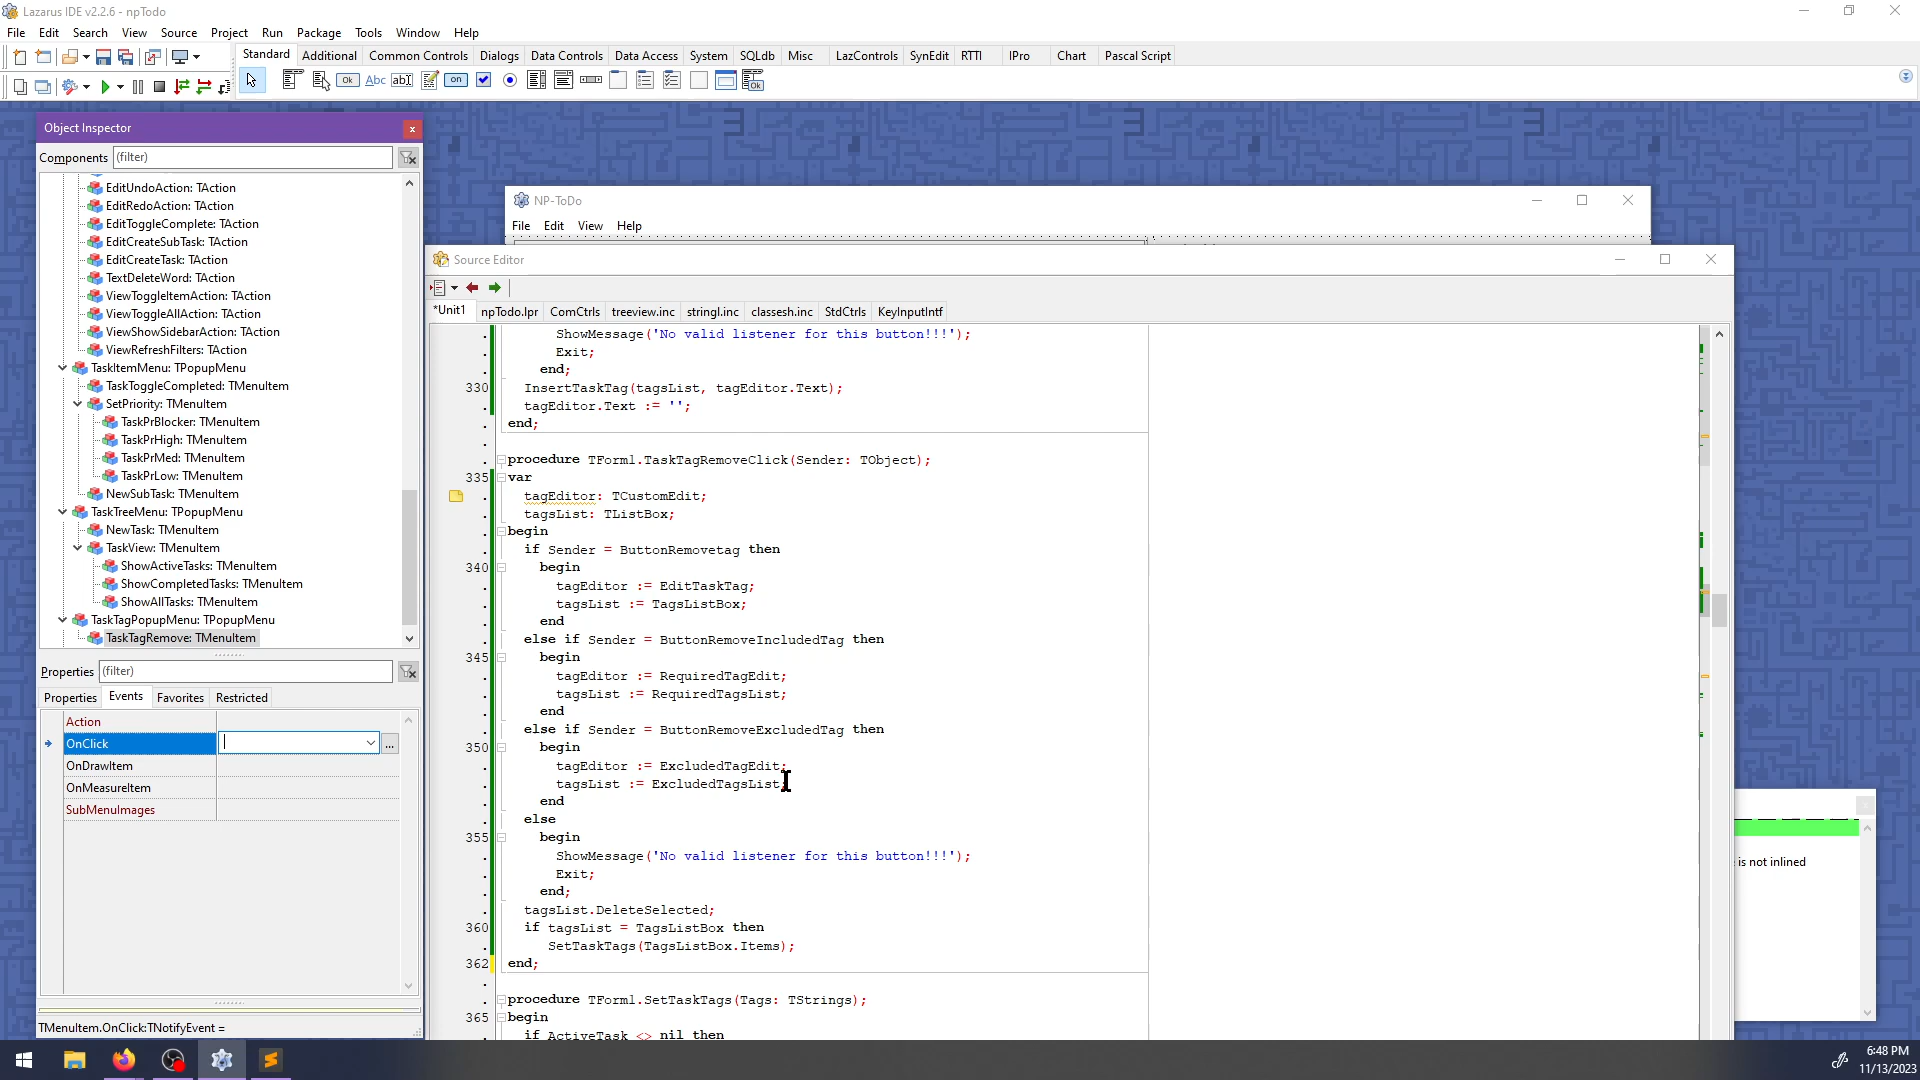 Lazarus IDE v2.2.6 - npTodo
File Edit Search View Source Project Run Package Tools Window Help
Standard Additional Common Controls Dialogs Data Controls Data Access System SQLdb Misc LazControls SynEdit RTTI IPro Chart Pascal Script
Ok Abc ab on Ok
Object Inspector
Components (filter)
EditUndoAction: TAction
EditRedoAction: TAction
EditToggleComplete: TAction
EditCreateSubTask: TAction
EditCreateTask: TAction
TextDeleteWord: TAction
ViewToggleItemAction: TAction
ViewToggleAllAction: TAction
ViewShowSidebarAction: TAction
ViewRefreshFilters: TAction
TaskItemMenu: TPopupMenu
TaskToggleCompleted: TMenuItem
SetPriority: TMenuItem
TaskPrBlocker: TMenuItem
TaskPrHigh: TMenuItem
TaskPrMed: TMenuItem
TaskPrLow: TMenuItem
NewSubTask: TMenuItem
TaskTreeMenu: TPopupMenu
NewTask: TMenuItem
TaskView: TMenuItem
ShowActiveTasks: TMenuItem
ShowCompletedTasks: TMenuItem
ShowAllTasks: TMenuItem
TaskTagPopupMenu: TPopupMenu
TaskTagRemove: TMenuItem
Properties (filter)
Properties Events Favorites Restricted
Action
OnClick ...
OnDrawItem
OnMeasureItem
SubMenuImages
TMenuItem.OnClick:TNotifyEvent =
NP-ToDo
File Edit View Help
Source Editor
*Unit1 npTodo.lpr ComCtrls treeview.inc stringl.inc classesh.inc StdCtrls KeyInputIntf
ShowMessage('No valid listener for this button!!!');
Exit;
end;
330 InsertTaskTag(tagsList, tagEditor.Text);
tagEditor.Text := '';
end;
procedure TForm1.TaskTagRemoveClick(Sender: TObject);
335 var
tagEditor: TCustomEdit;
tagsList: TListBox;
begin
if Sender = ButtonRemovetag then
340 begin
tagEditor := EditTaskTag;
tagsList := TagsListBox;
end
else if Sender = ButtonRemoveIncludedTag then
345 begin
tagEditor := RequiredTagEdit;
tagsList := RequiredTagsList;
end
else if Sender = ButtonRemoveExcludedTag then
350 begin
tagEditor := ExcludedTagEdit;
tagsList := ExcludedTagsList;
end
else
355 begin
ShowMessage('No valid listener for this button!!!');
Exit;
end;
tagsList.DeleteSelected;
360 if tagsList = TagsListBox then
SetTaskTags(TagsListBox.Items);
362 end;
procedure TForm1.SetTaskTags(Tags: TStrings);
365 begin
if ActiveTask <> nil then
is not inlined
6:48 PM
11/13/2023